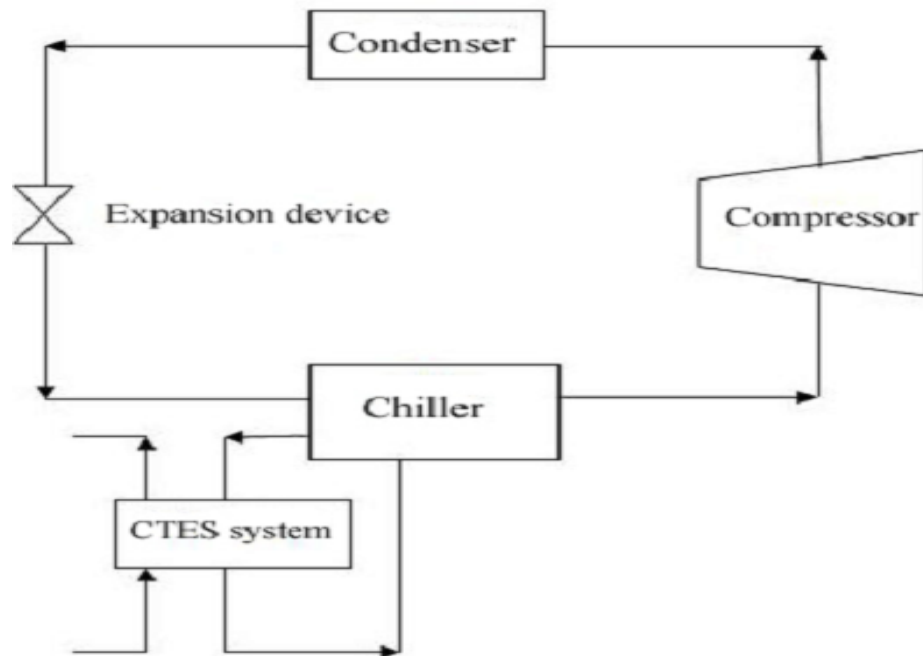 Condenser
Expansion device
Compressor
Chiller
CTES system